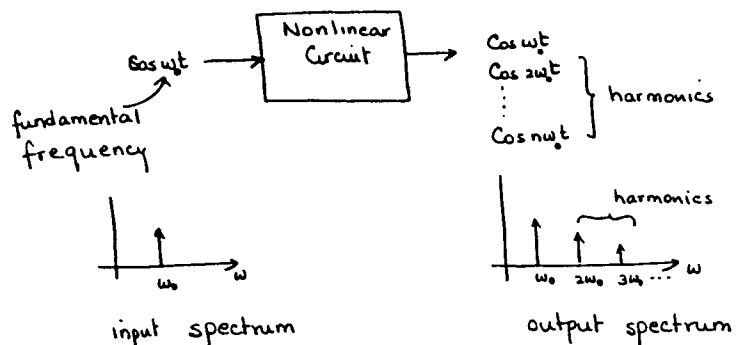 Nonlinear
Circuit
Cos ω₀t
fundamental
frequency
Cos ω₀t
Cos 2ω₀t
⋮
Cos nω₀t
harmonics
ω₀
ω
input spectrum
harmonics
ω₀ 2ω₀ 3ω₀ ...
ω
output spectrum